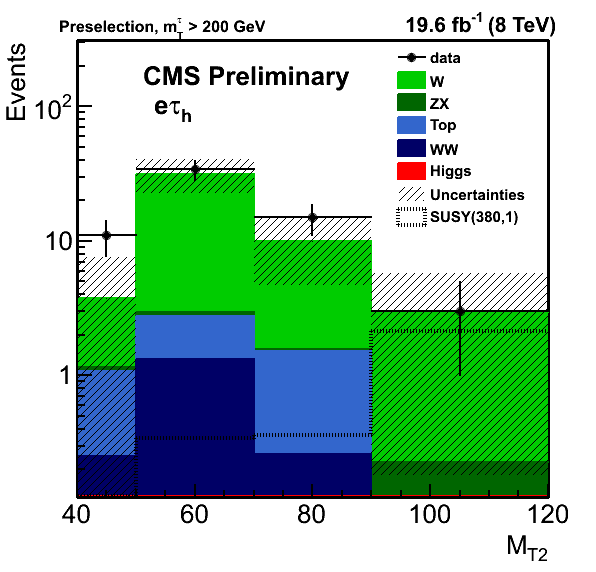 Preselection, m_T^τ > 200 GeV
19.6 fb⁻¹ (8 TeV)
Events
CMS Preliminary
eτ_h
data
W
ZX
Top
WW
Higgs
Uncertainties
SUSY(380,1)
10²
10
1
40 60 80 100 120
M_T2